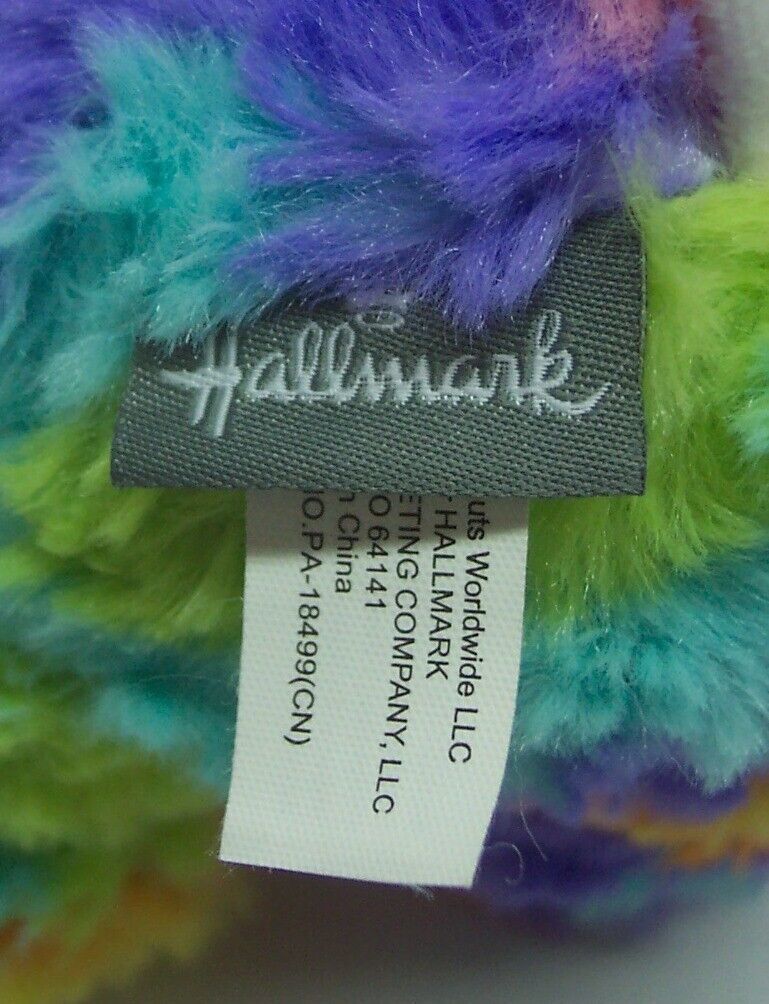 Hallmark
uts Worldwide LLC
HALLMARK
ETING COMPANY, LLC
O 64141
China
O.PA-18499(CN)